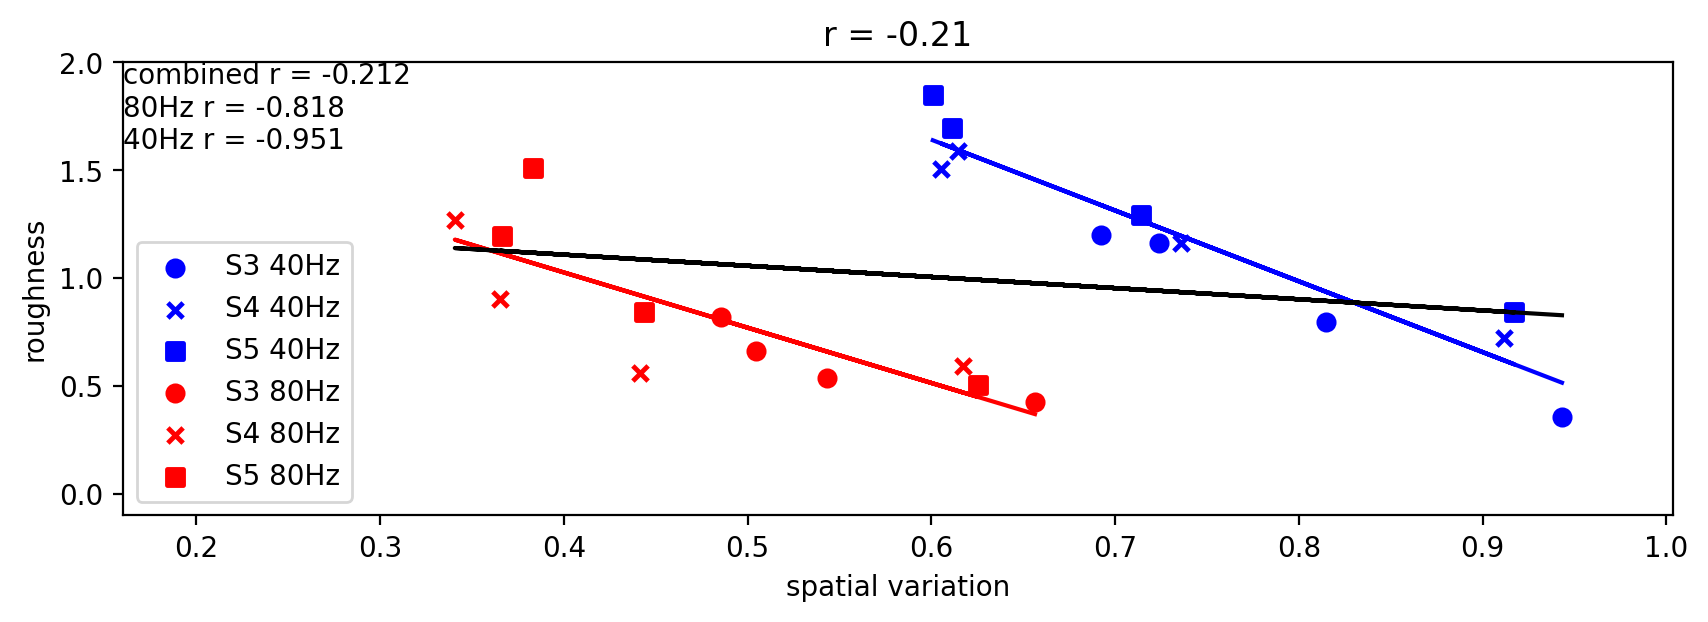 r = -0.21
combined r = -0.212
80Hz r = -0.818
40Hz r = -0.951
2.0
1.5
1.0
0.5
0.0
roughness
S3 40Hz
S4 40Hz
S5 40Hz
S3 80Hz
S4 80Hz
S5 80Hz
0.2 0.3 0.4 0.5 0.6 0.7 0.8 0.9 1.0
spatial variation